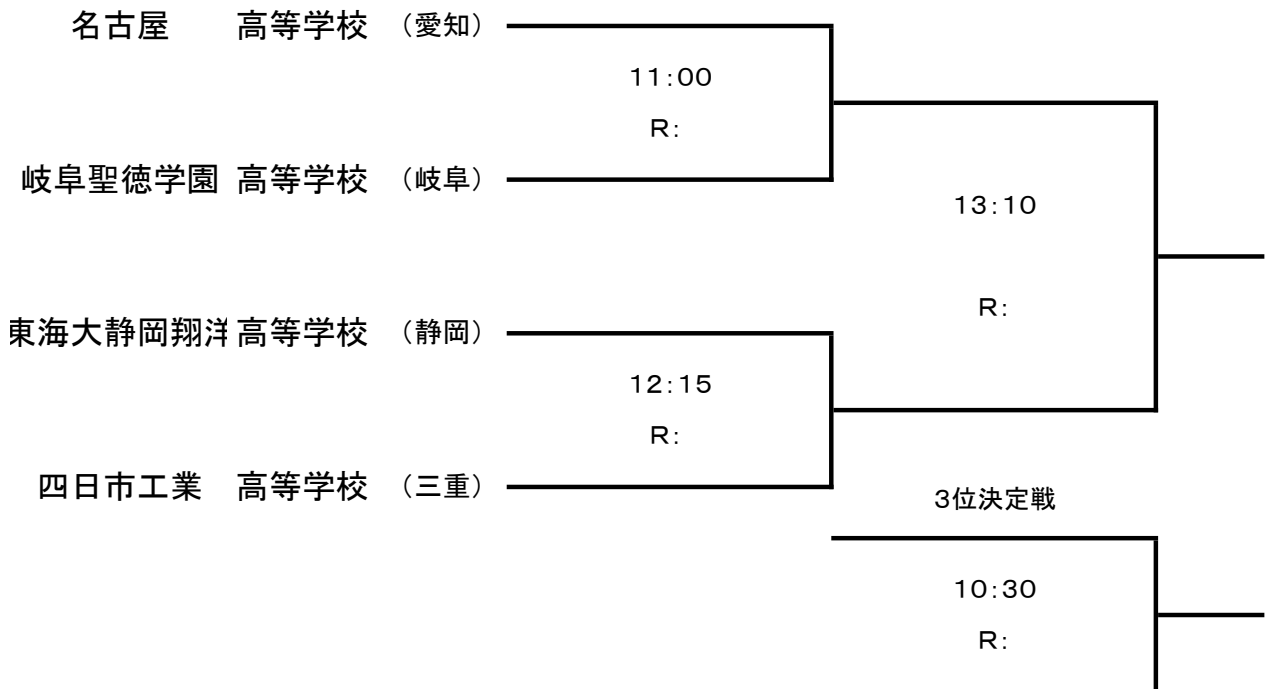 名古屋　高等学校　（愛知）
11:00
R:
岐阜聖徳学園 高等学校　（岐阜）
13:10
R:
東海大静岡翔洋 高等学校　（静岡）
12:15
R:
四日市工業　高等学校　（三重）
3位決定戦
10:30
R: